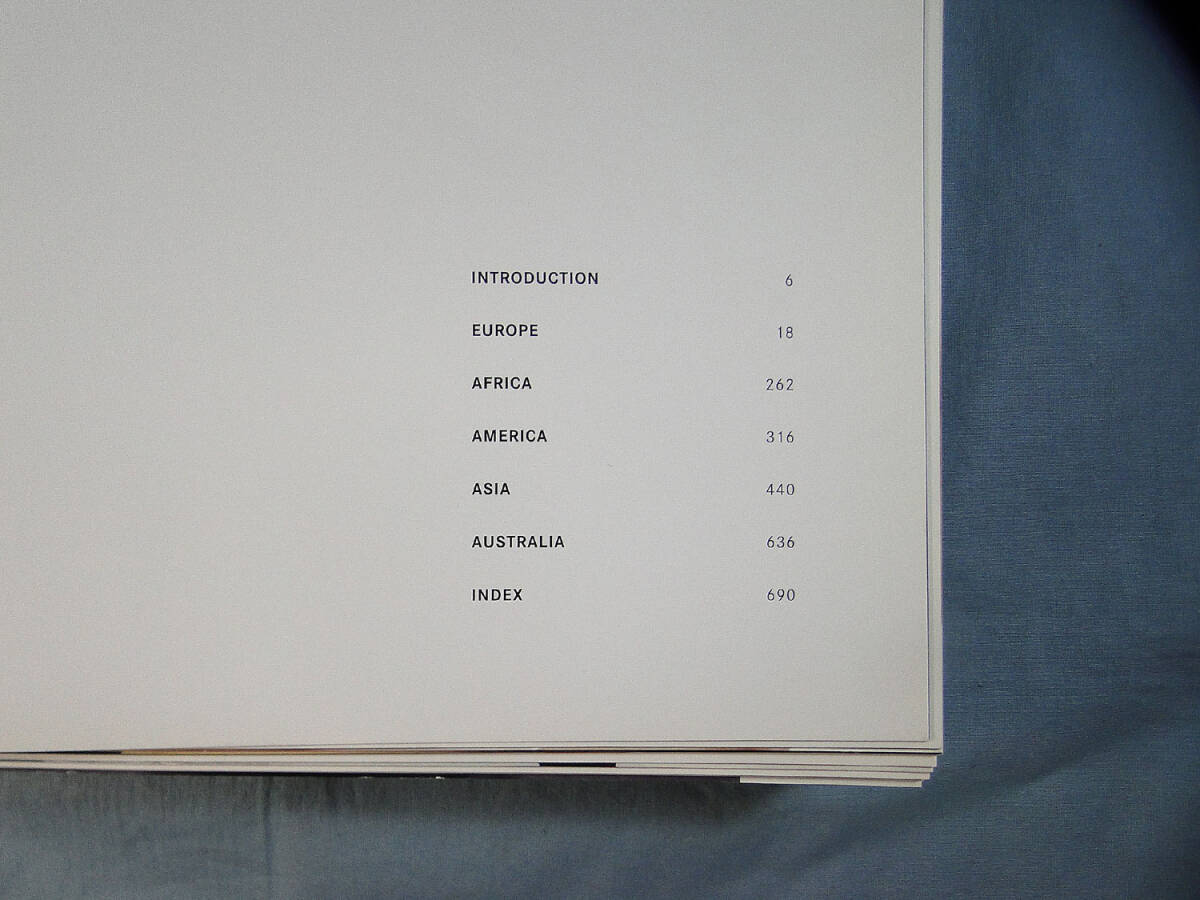 INTRODUCTION 6
EUROPE 18
AFRICA 262
AMERICA 316
ASIA 440
AUSTRALIA 636
INDEX 690